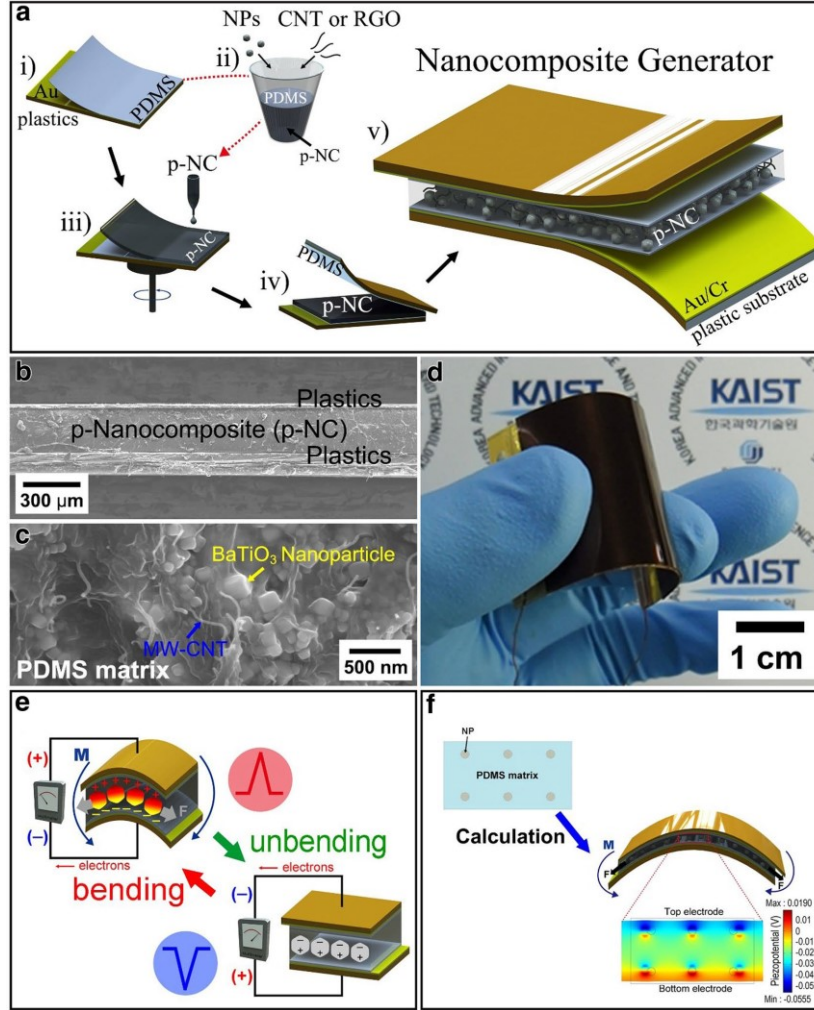 a
NPs
CNT or RGO
i)
ii)
Au
plastics
PDMS
PDMS
p-NC
p-NC
iii)
p-NC
iv)
PDMS
p-NC
Nanocomposite Generator
v)
p-NC
Au/Cr
plastic substrate
b
Plastics
p-Nanocomposite (p-NC)
Plastics
300 µm
c
BaTiO₃ Nanoparticle
MW-CNT
PDMS matrix
500 nm
d
KAIST
KAIST
한국과학기술원
KAIST
1 cm
e
(+)
M
F
(−)
electrons
bending
unbending
electrons
(−)
(+)
f
NP
PDMS matrix
Calculation
M
F
F
Top electrode
Bottom electrode
Piezopotential (V)
Max : 0.0190
0.01
0
-0.01
-0.02
-0.03
-0.04
-0.05
Min : -0.0555